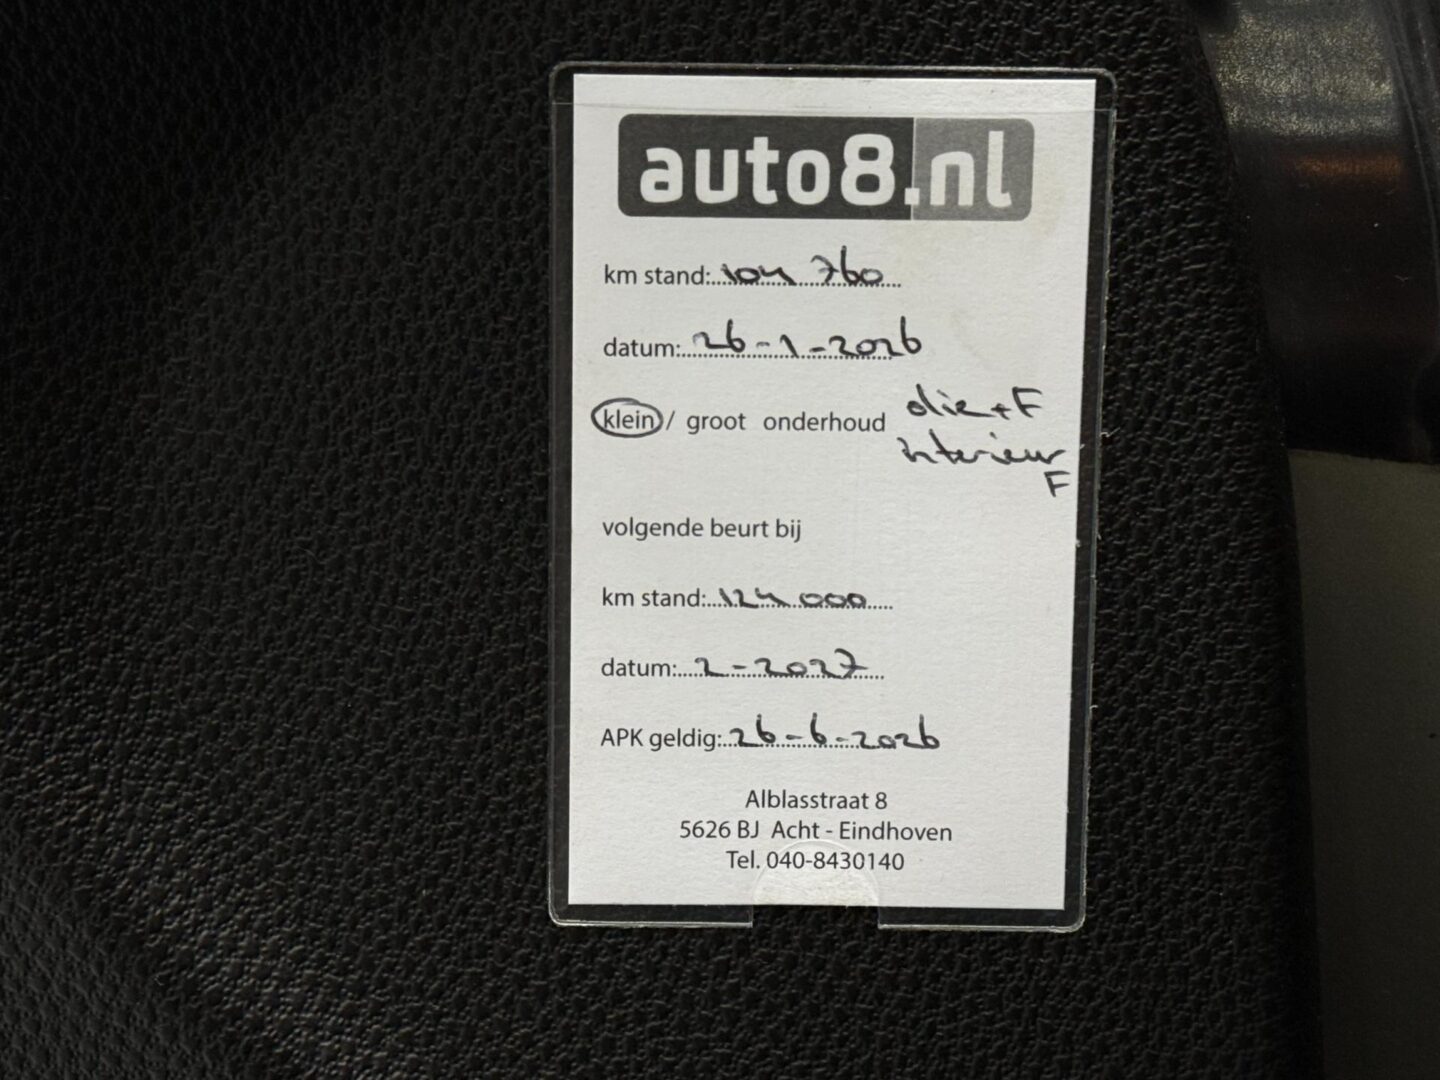 auto8.nl
km stand: 104 760
datum: 26-1-2026
klein / groot onderhoud olie + F
interieur
F
volgende beurt bij
km stand: 124 000
datum: 2-2027
APK geldig: 26-6-2026
Alblasstraat 8
5626 BJ Acht - Eindhoven
Tel. 040-8430140